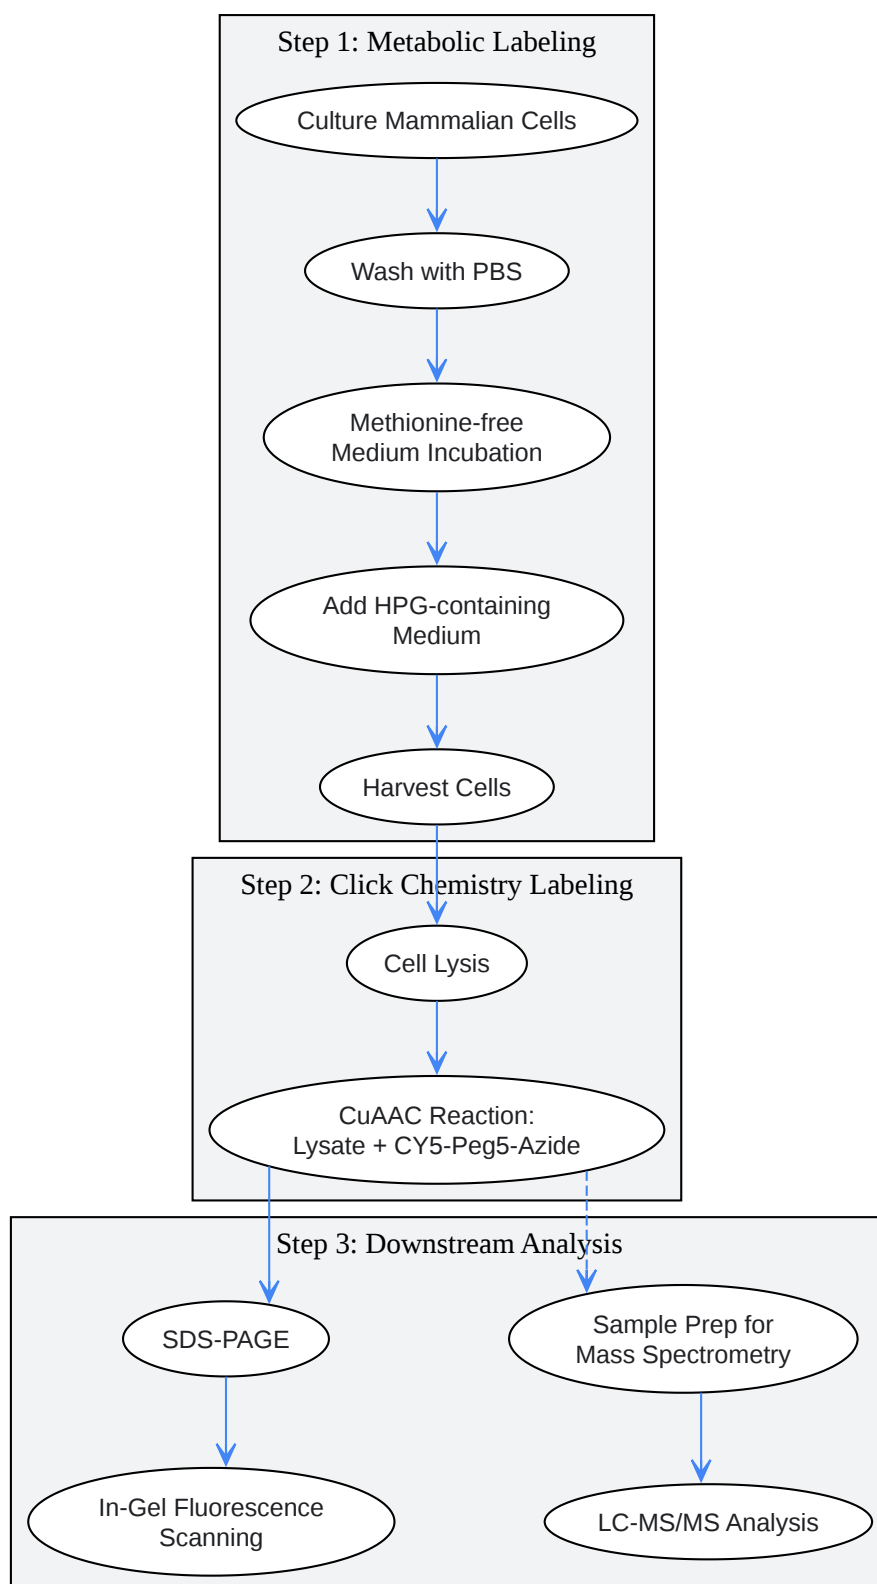 Step 1: Metabolic Labeling
Culture Mammalian Cells
Wash with PBS
Methionine-free
Medium Incubation
Add HPG-containing
Medium
Harvest Cells
Step 2: Click Chemistry Labeling
Cell Lysis
CuAAC Reaction:
Lysate + CY5-Peg5-Azide
Step 3: Downstream Analysis
SDS-PAGE
Sample Prep for
Mass Spectrometry
In-Gel Fluorescence
Scanning
LC-MS/MS Analysis